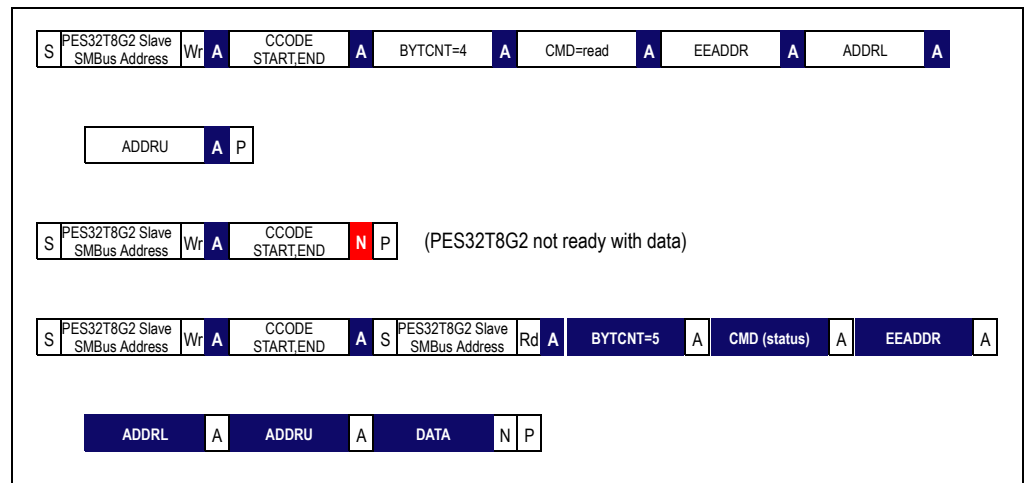 S PES32T8G2 Slave SMBus Address Wr A CCODE START,END A BYTCNT=4 A CMD=read A EEADDR A ADDRL A
ADDRU A P
S PES32T8G2 Slave SMBus Address Wr A CCODE START,END N P (PES32T8G2 not ready with data)
S PES32T8G2 Slave SMBus Address Wr A CCODE START,END A S PES32T8G2 Slave SMBus Address Rd A BYTCNT=5 A CMD (status) A EEADDR A
ADDRL A ADDRU A DATA N P